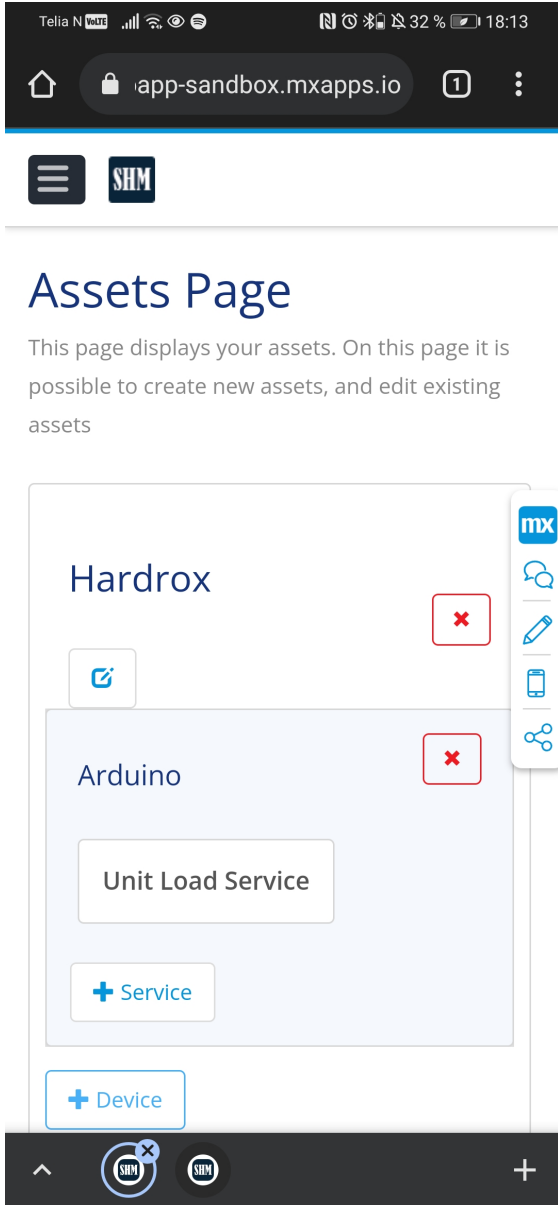 Telia N VoLTE 32 % 18:13
app-sandbox.mxapps.io 1
SHM
Assets Page
This page displays your assets. On this page it is
possible to create new assets, and edit existing
assets
mx
Hardrox
Arduino
Unit Load Service
+ Service
+ Device
SHM SHM